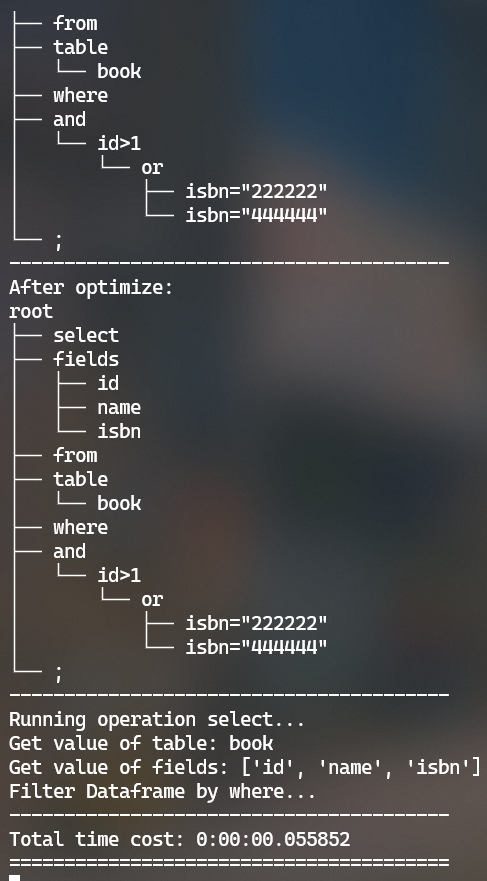 ├── from
├── table
│   └── book
├── where
├── and
│   └── id>1
│       └── or
│           ├── isbn="222222"
│           └── isbn="444444"
└── ;
----------------------------------------
After optimize:
root
├── select
├── fields
│   ├── id
│   ├── name
│   └── isbn
├── from
├── table
│   └── book
├── where
├── and
│   └── id>1
│       └── or
│           ├── isbn="222222"
│           └── isbn="444444"
└── ;
----------------------------------------
Running operation select...
Get value of table: book
Get value of fields: ['id', 'name', 'isbn']
Filter Dataframe by where...
----------------------------------------
Total time cost: 0:00:00.055852
========================================